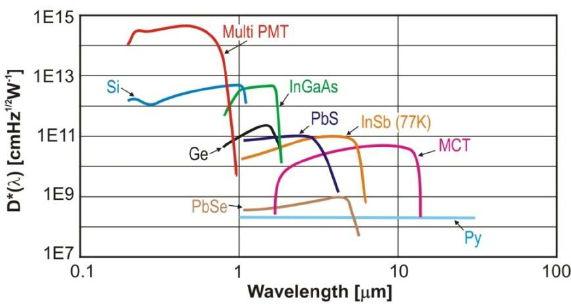 1E15
Multi PMT
1E13
Si
InGaAs
PbS
InSb (77K)
1E11
Ge
MCT
1E9
PbSe
Py
1E7
0.1
1
10
100
D*(λ) [cmHz1/2W-1]
Wavelength [µm]